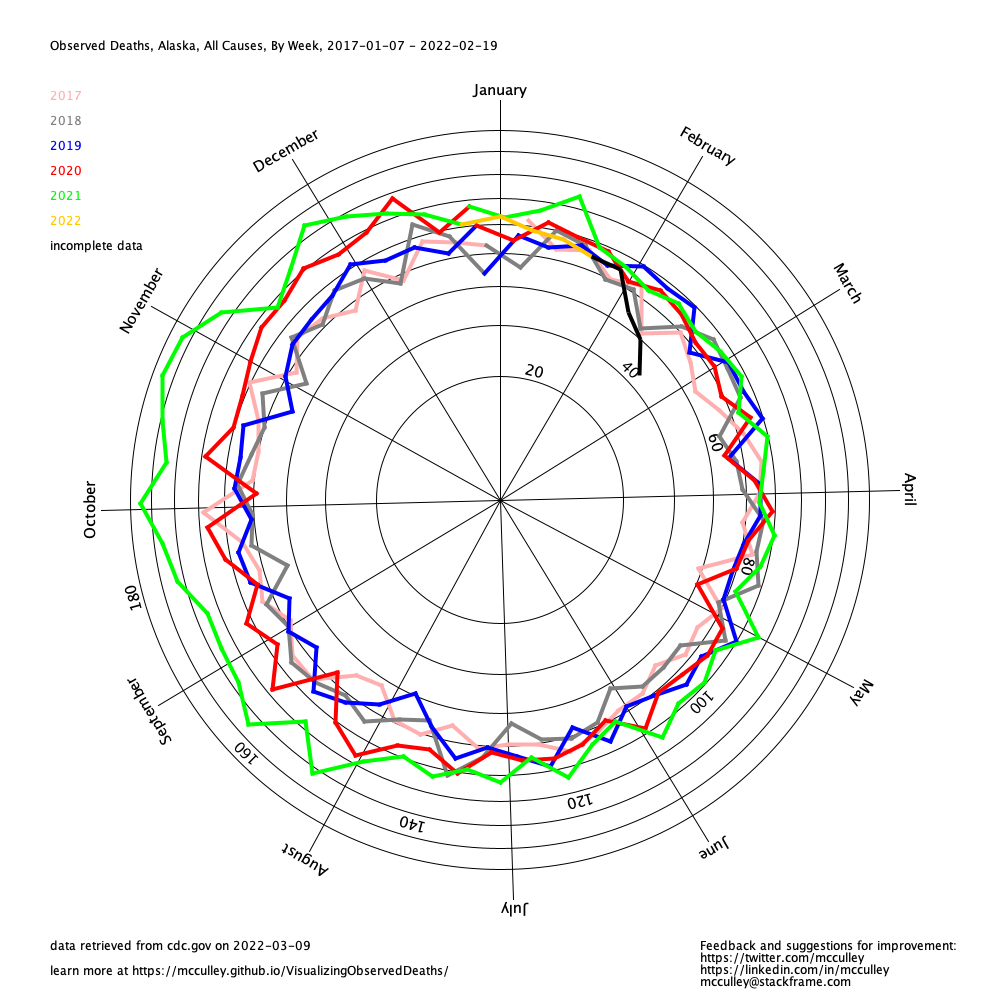 Observed Deaths, Alaska, All Causes, By Week, 2017-01-07 - 2022-02-19
2017
2018
2019
2020
2021
2022
incomplete data
January
February
March
April
May
June
July
August
September
October
November
December
20
40
60
80
100
120
140
160
180
data retrieved from cdc.gov on 2022-03-09
learn more at https://mcculley.github.io/VisualizingObservedDeaths/
Feedback and suggestions for improvement:
https://twitter.com/mcculley
https://linkedin.com/in/mcculley
mcculley@stackframe.com